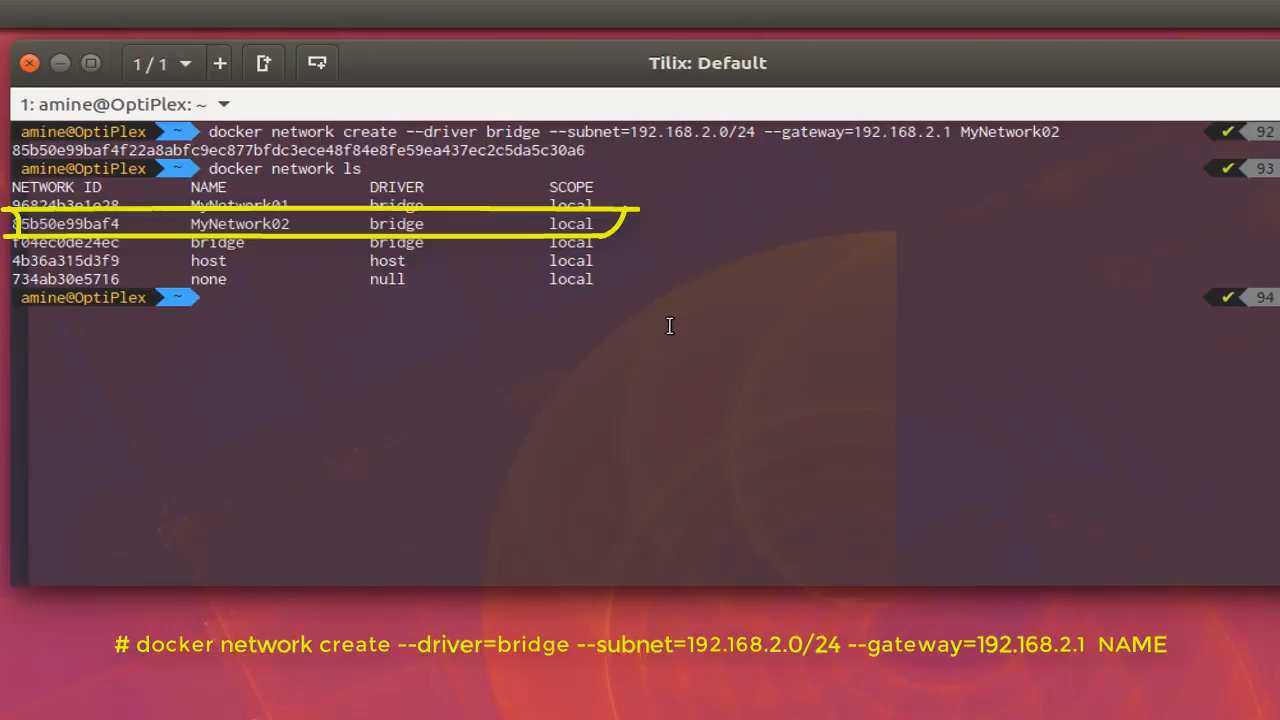 1 / 1
Tilix: Default
1: amine@OptiPlex: ~
amine@OptiPlex ~ docker network create --driver bridge --subnet=192.168.2.0/24 --gateway=192.168.2.1 MyNetwork02 ✔ 92
85b50e99baf4f22a8abfc9ec877bfdc3ece48f84e8fe59ea437ec2c5da5c30a6
amine@OptiPlex ~ docker network ls ✔ 93
NETWORK ID NAME DRIVER SCOPE
96824b3e1e28 MyNetwork01 bridge local
85b50e99baf4 MyNetwork02 bridge local
f04ec0de24ec bridge bridge local
4b36a315d3f9 host host local
734ab30e5716 none null local
amine@OptiPlex ~ ✔ 94
# docker network create --driver=bridge --subnet=192.168.2.0/24 --gateway=192.168.2.1 NAME